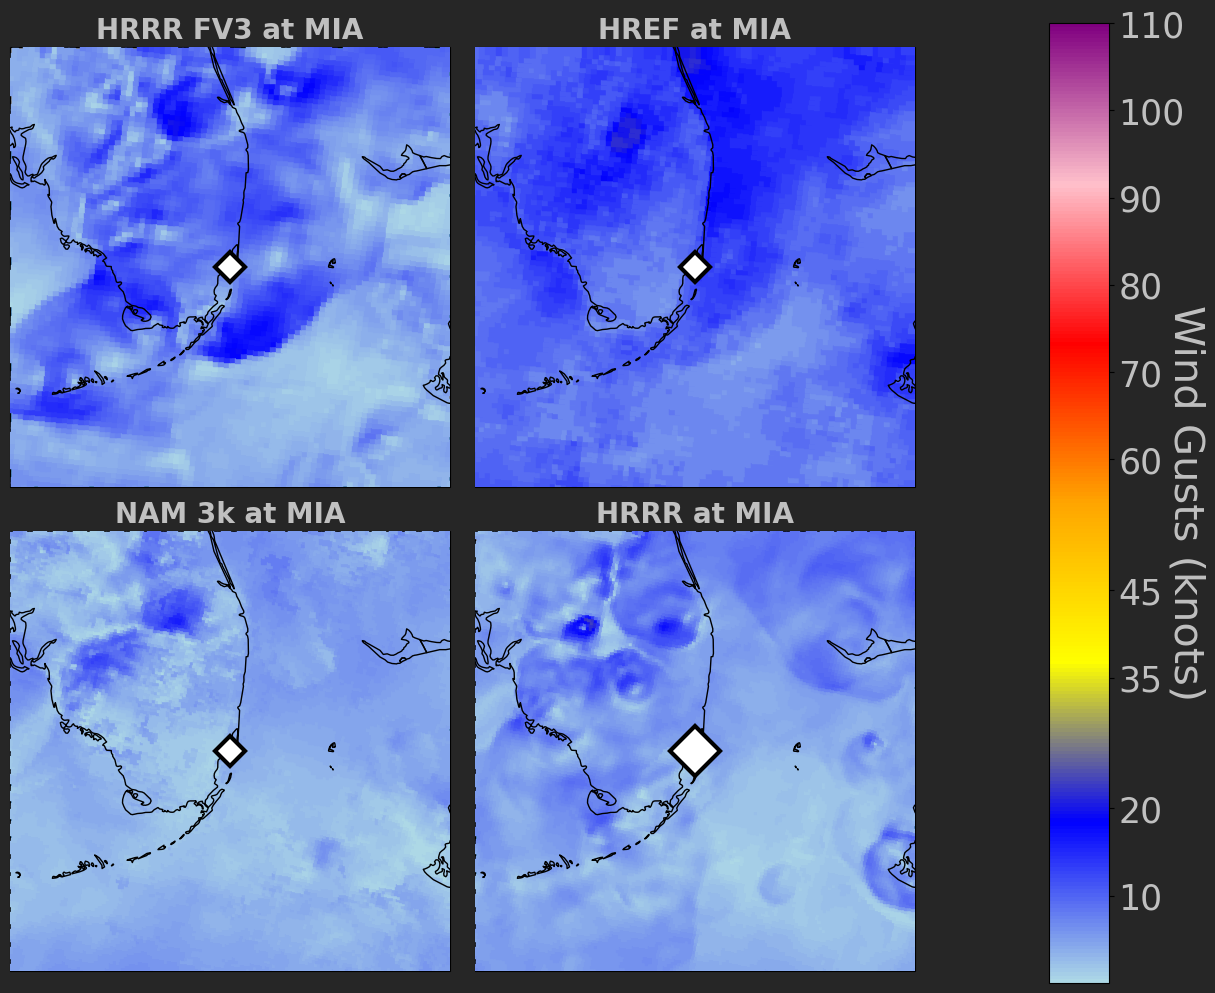 HRRR FV3 at MIA
HREF at MIA
NAM 3k at MIA
HRRR at MIA
110
100
90
80
70
60
45
35
20
10
Wind Gusts (knots)